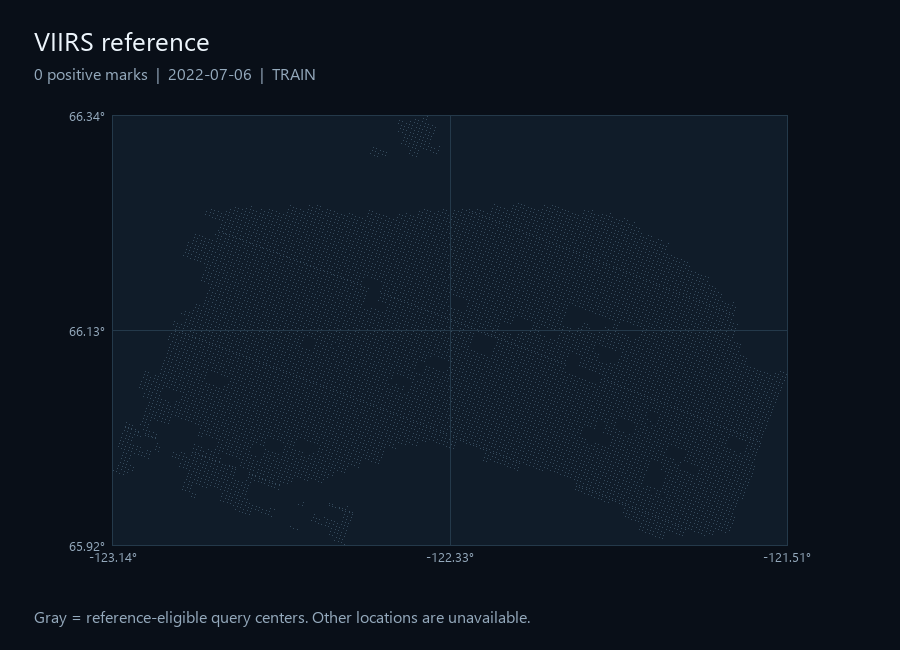 VIIRS reference
0 positive marks | 2022-07-06 | TRAIN
66.34°
66.13°
65.92°
-123.14°
-122.33°
-121.51°
Gray = reference-eligible query centers. Other locations are unavailable.